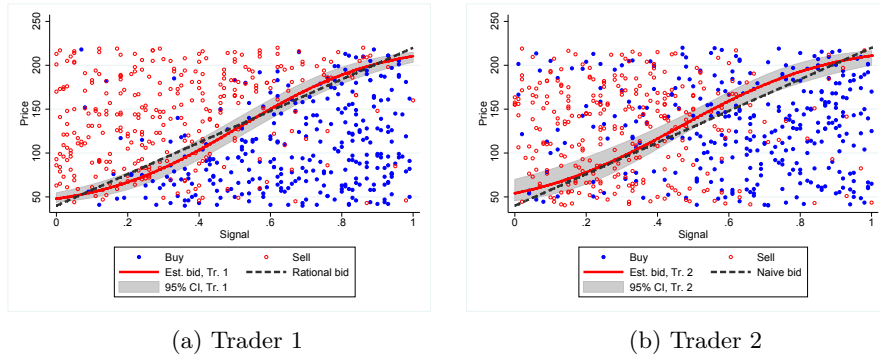 250
200
150
100
50
Price
0 .2 .4 .6 .8 1
Signal
Buy Sell
Est. bid, Tr. 1 Rational bid
95% CI, Tr. 1
(a) Trader 1
250
200
150
100
50
Price
0 .2 .4 .6 .8 1
Signal
Buy Sell
Est. bid, Tr. 2 Naive bid
95% CI, Tr. 2
(b) Trader 2